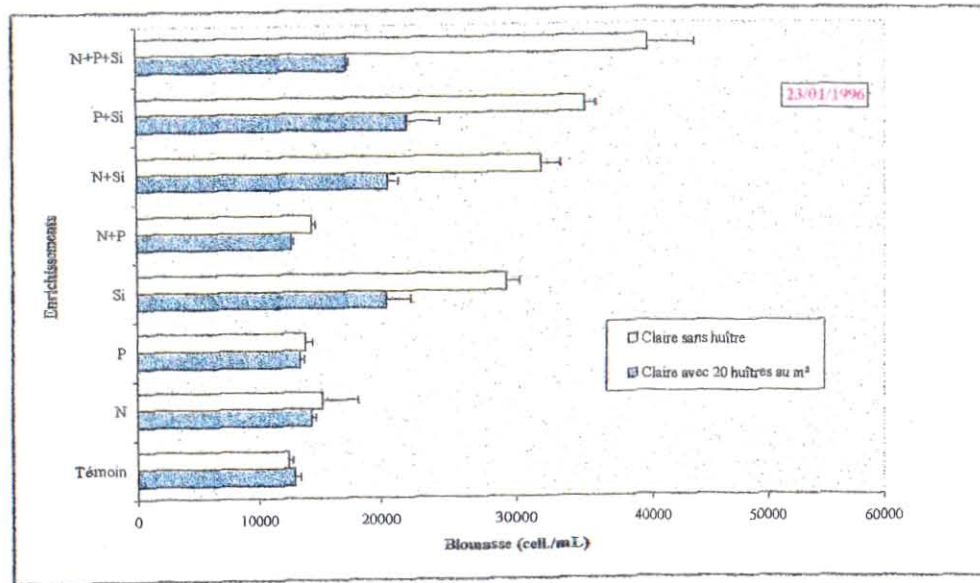 N+P+Si
P+Si
N+Si
N+P
Si
P
N
Témoin
Enrichissements
23/01/1996
Claire sans huître
Claire avec 20 huîtres au m²
0 10000 20000 30000 40000 50000 60000
Biomasse (cell./mL)